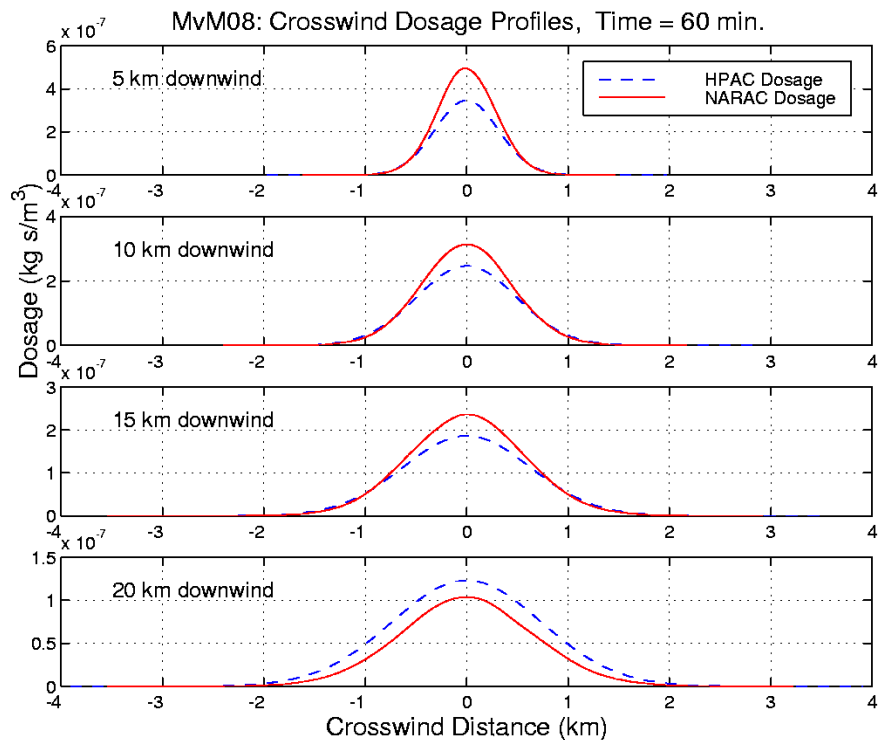 MvM08: Crosswind Dosage Profiles, Time = 60 min.
x 10^-7
6
4
2
0
5 km downwind
HPAC Dosage
NARAC Dosage
-4 -3 -2 -1 0 1 2 3 4
x 10^-7
4
2
0
10 km downwind
-4 -3 -2 -1 0 1 2 3 4
Dosage (kg s/m^3)
x 10^-7
3
2
1
0
15 km downwind
-4 -3 -2 -1 0 1 2 3 4
x 10^-7
1.5
1
0.5
0
20 km downwind
-4 -3 -2 -1 0 1 2 3 4
Crosswind Distance (km)